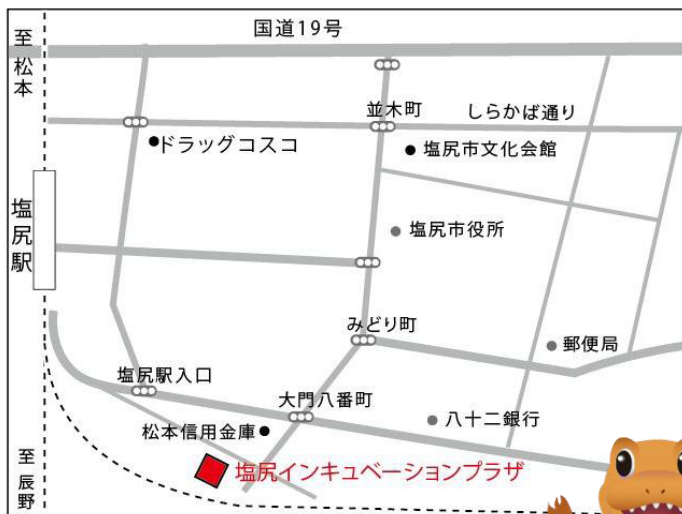 国道19号
至松本
並木町
しらかば通り
ドラッグコスコ
塩尻市文化会館
塩尻駅
塩尻市役所
みどり町
郵便局
塩尻駅入口
大門八番町
八十二銀行
松本信用金庫
塩尻インキュベーションプラザ
至辰野